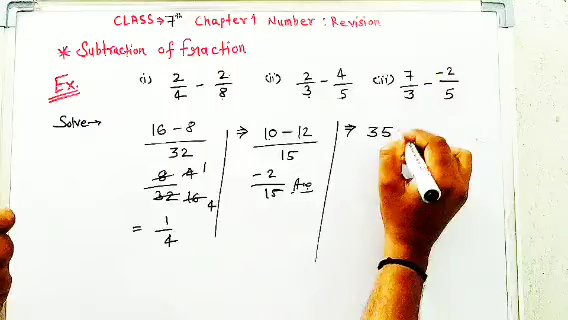 CLASS → 7th Chapter 1 Number : Revision
* Subtraction of Fraction
Ex. (i) 2/4 - 2/8 (ii) 2/3 - 4/5 (iii) 7/3 - -2/5
Solve→ 16 - 8 / 32 ⇒ 10 - 12 / 15 ⇒ 35
8 4 1 / 32 16 4 -2 / 15 Ans
= 1/4